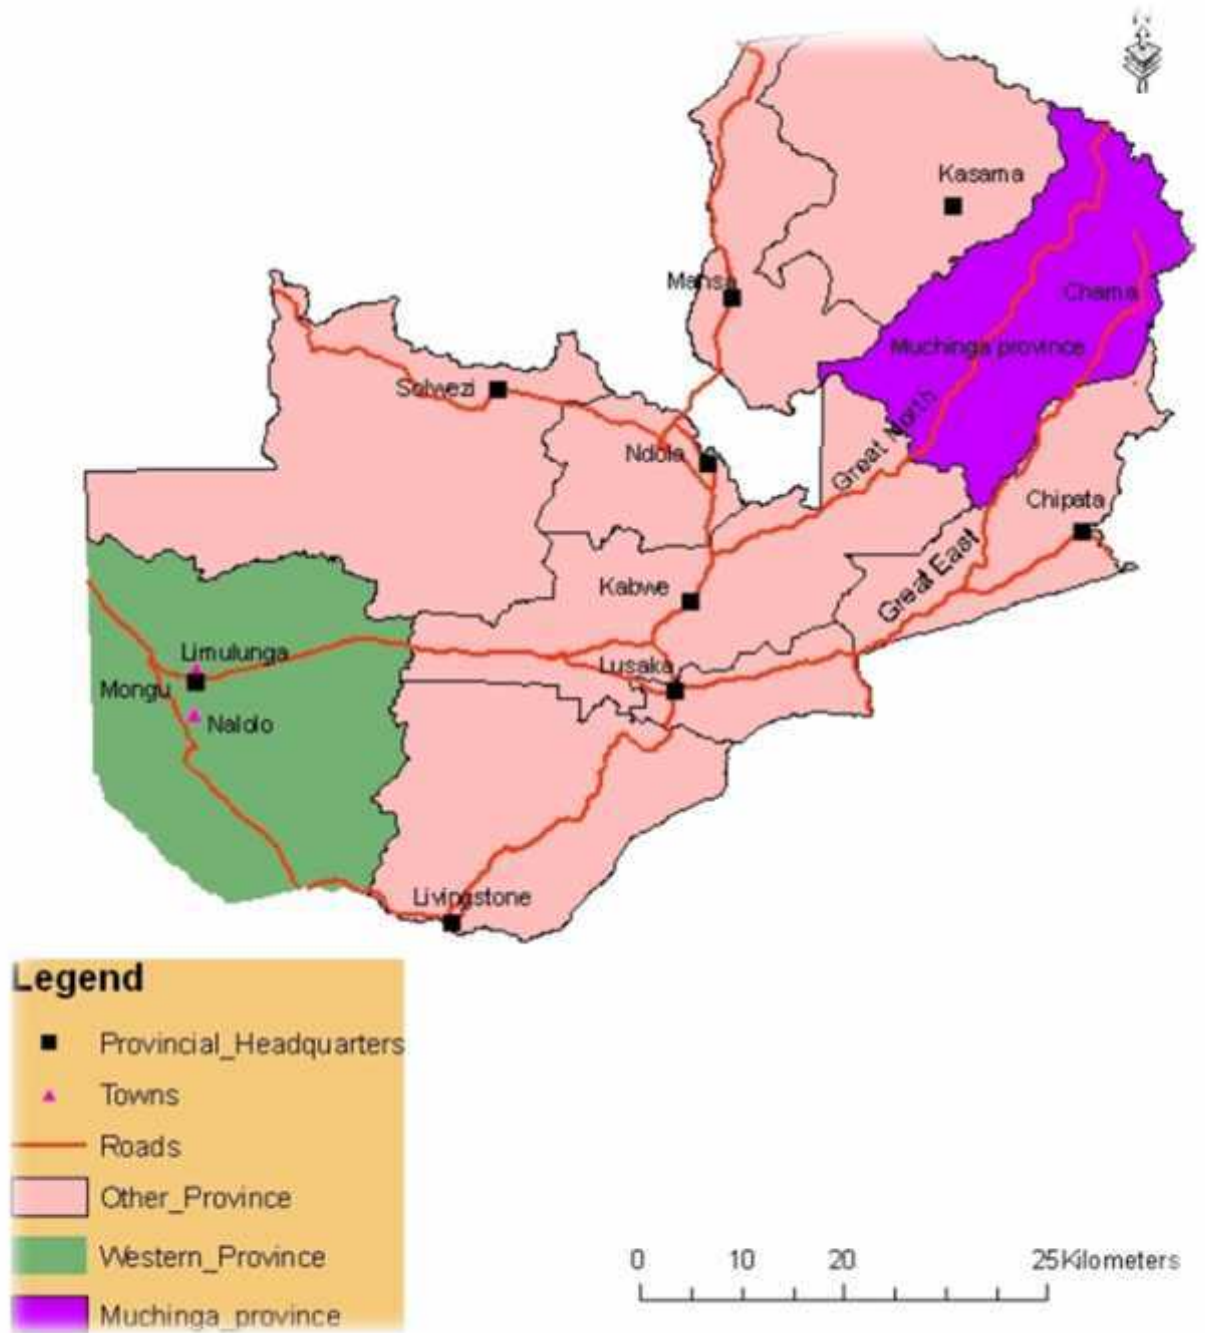 Kasama
Mansa
Chama
Muchinga province
Solwezi
Great North
Ndola
Chipata
Great East
Kabwe
Limulunga
Lusaka
Mongu
Nalolo
Livingstone
Legend
Provincial_Headquarters
Towns
Roads
Other_Province
Western_Province
Muchinga_province
0 10 20 25Kilometers